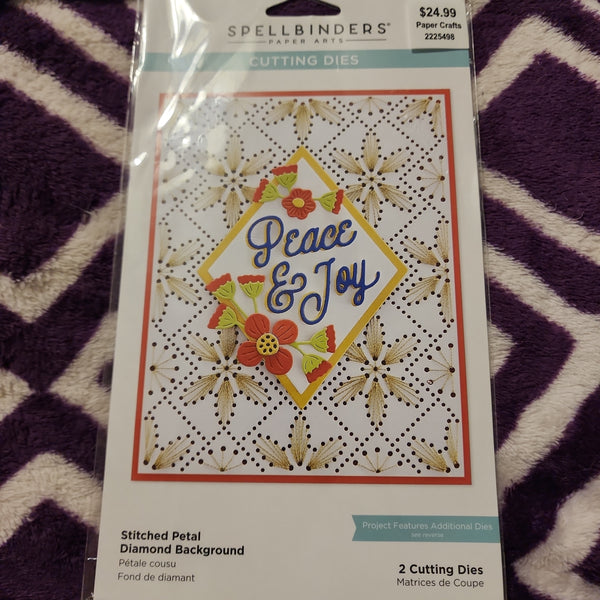 $24.99
Paper Crafts
2225498
SPELLBINDERS®
PAPER ARTS
CUTTING DIES
Peace
& Joy
Project Features Additional Dies
see reverse
Stitched Petal
Diamond Background
Pétale cousu
Fond de diamant
2 Cutting Dies
Matrices de Coupe